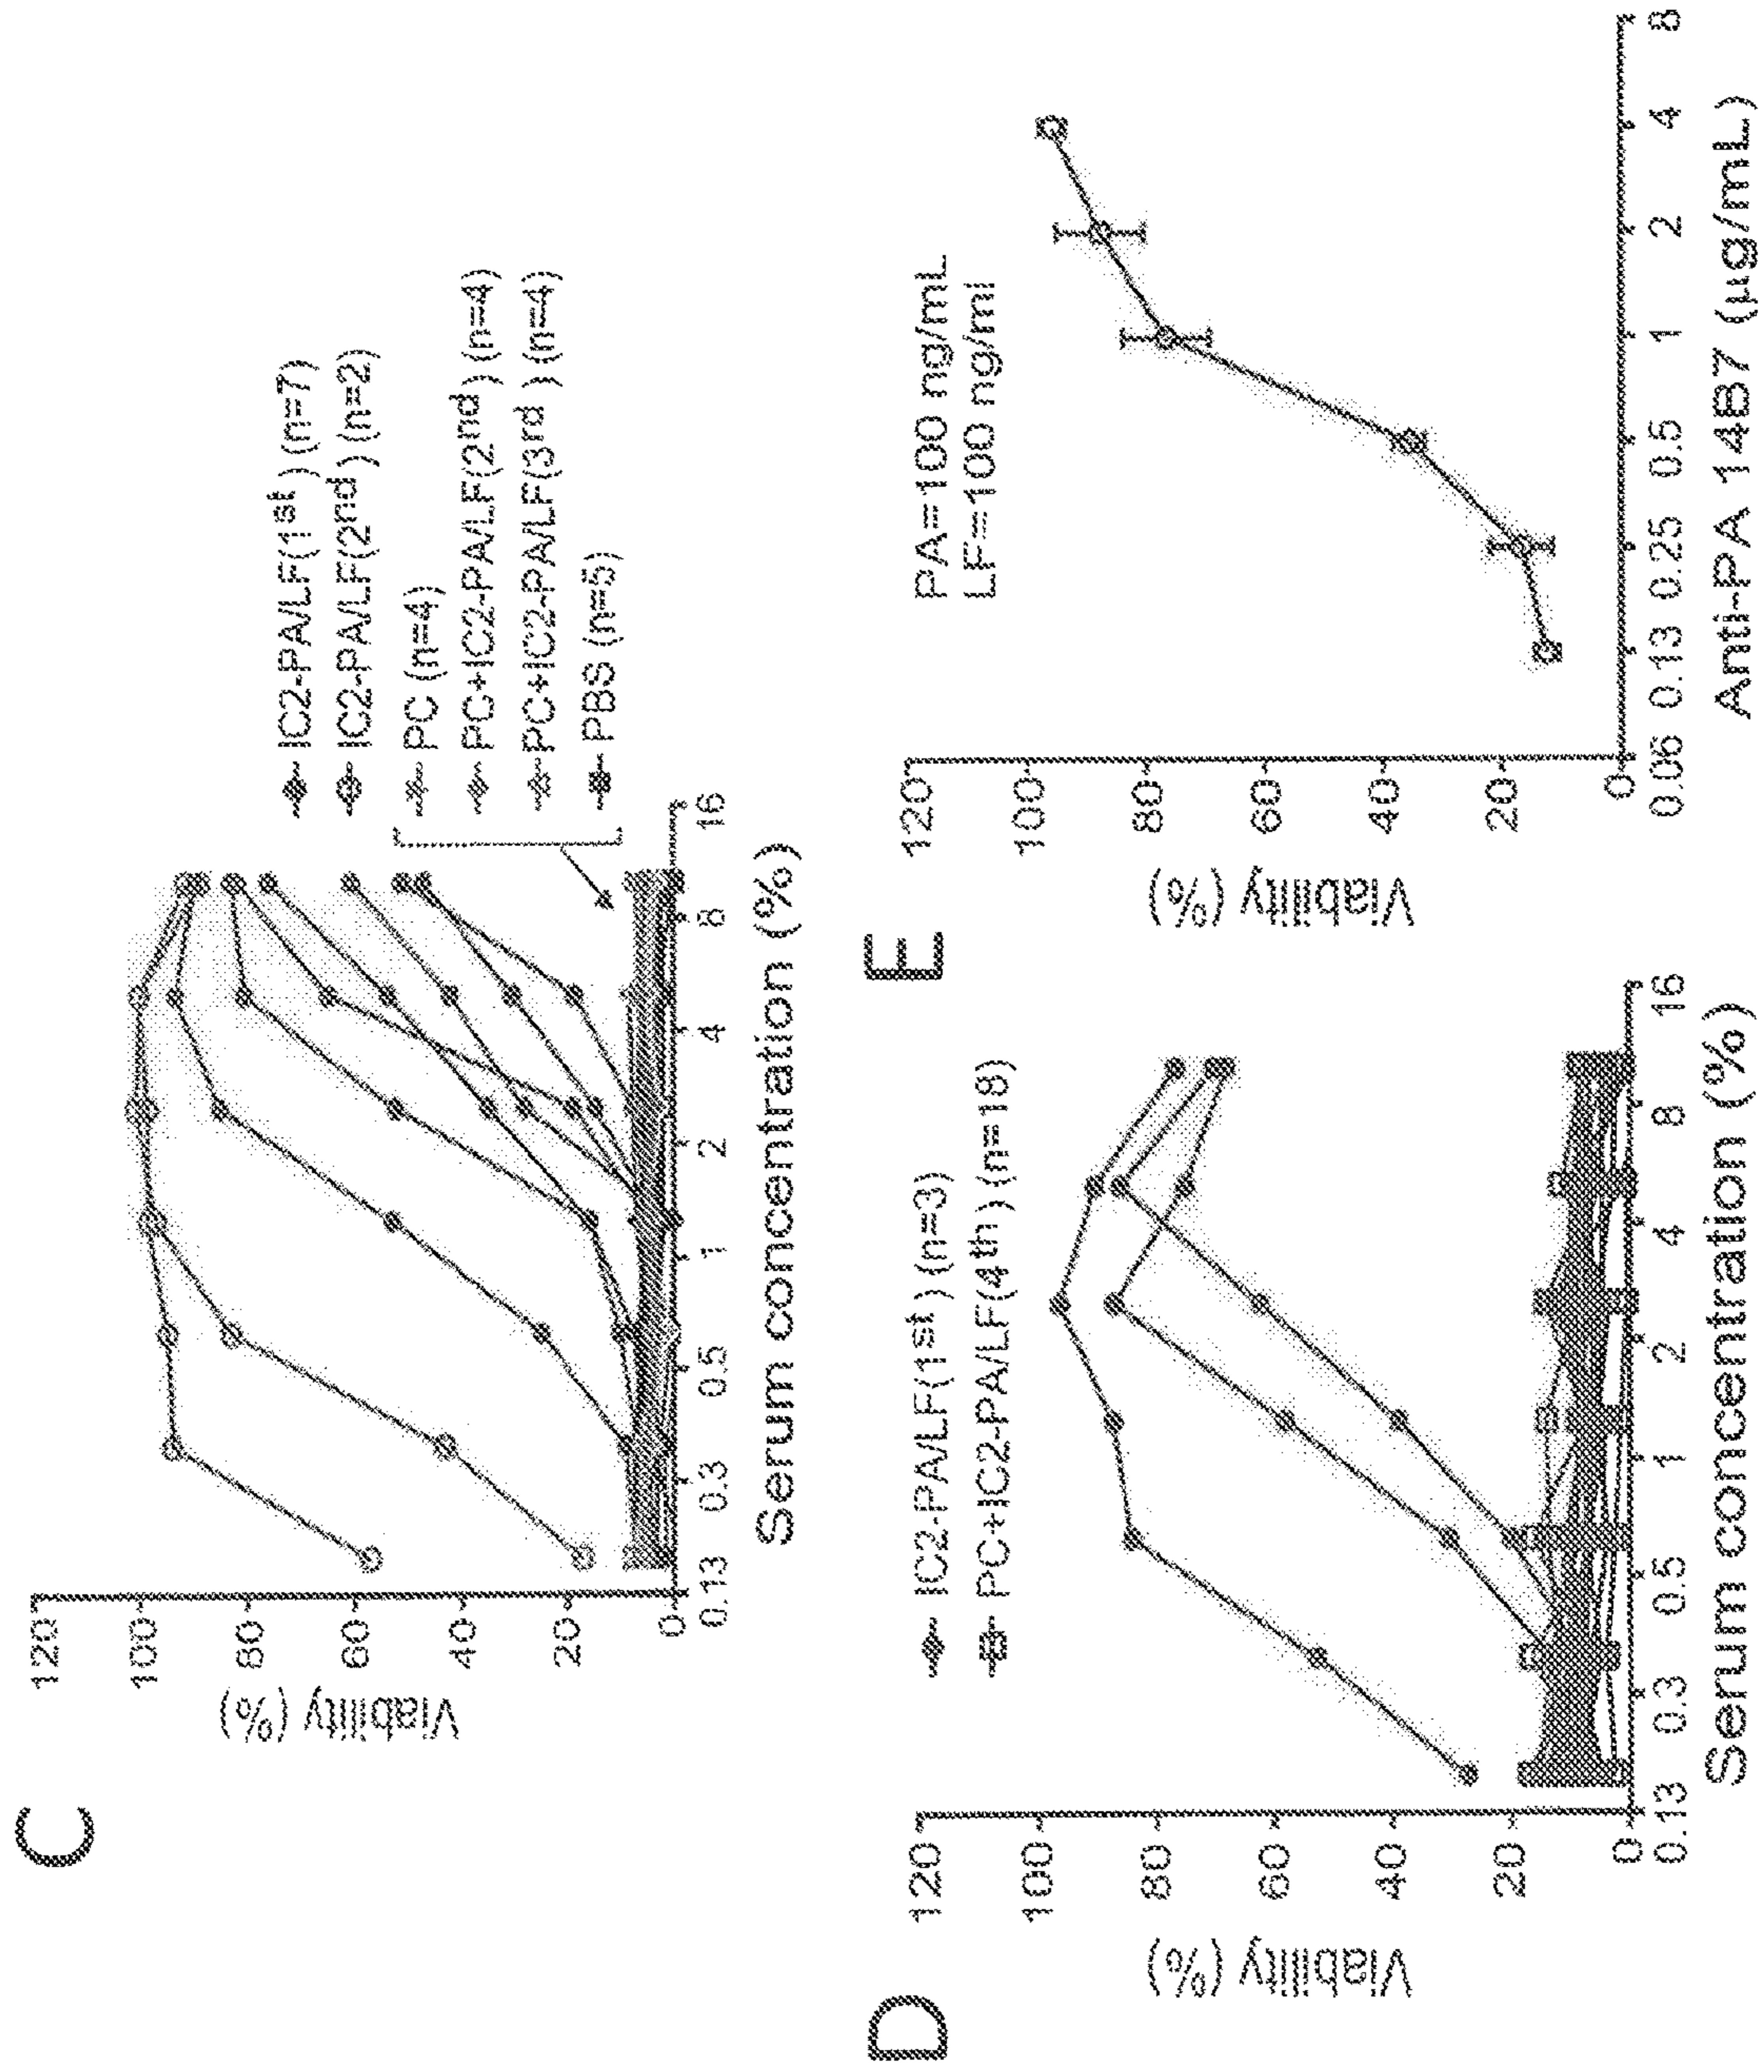 C
Viability (%)
120
100
80
60
40
20
0
0.13
0.3
0.5
1
2
4
8
16
Serum concentration (%)
IC2-PA/LF(1st) (n=7)
IC2-PA/LF(2nd) (n=2)
PC (n=4)
PC+IC2-PA/LF(2nd) (n=4)
PC+IC2-PA/LF(3rd) (n=4)
PBS (n=5)
D
Viability (%)
120
100
80
60
40
20
0
0.13
0.3
0.5
1
2
4
8
16
Serum concentration (%)
IC2-PA/LF(1st) (n=3)
PC+IC2-PA/LF(4th) (n=18)
E
Viability (%)
120
100
80
60
40
20
0
0.06
0.13
0.25
0.5
1
2
4
8
Anti-PA 14B7 (µg/mL)
PA=100 ng/mL
LF=100 ng/ml